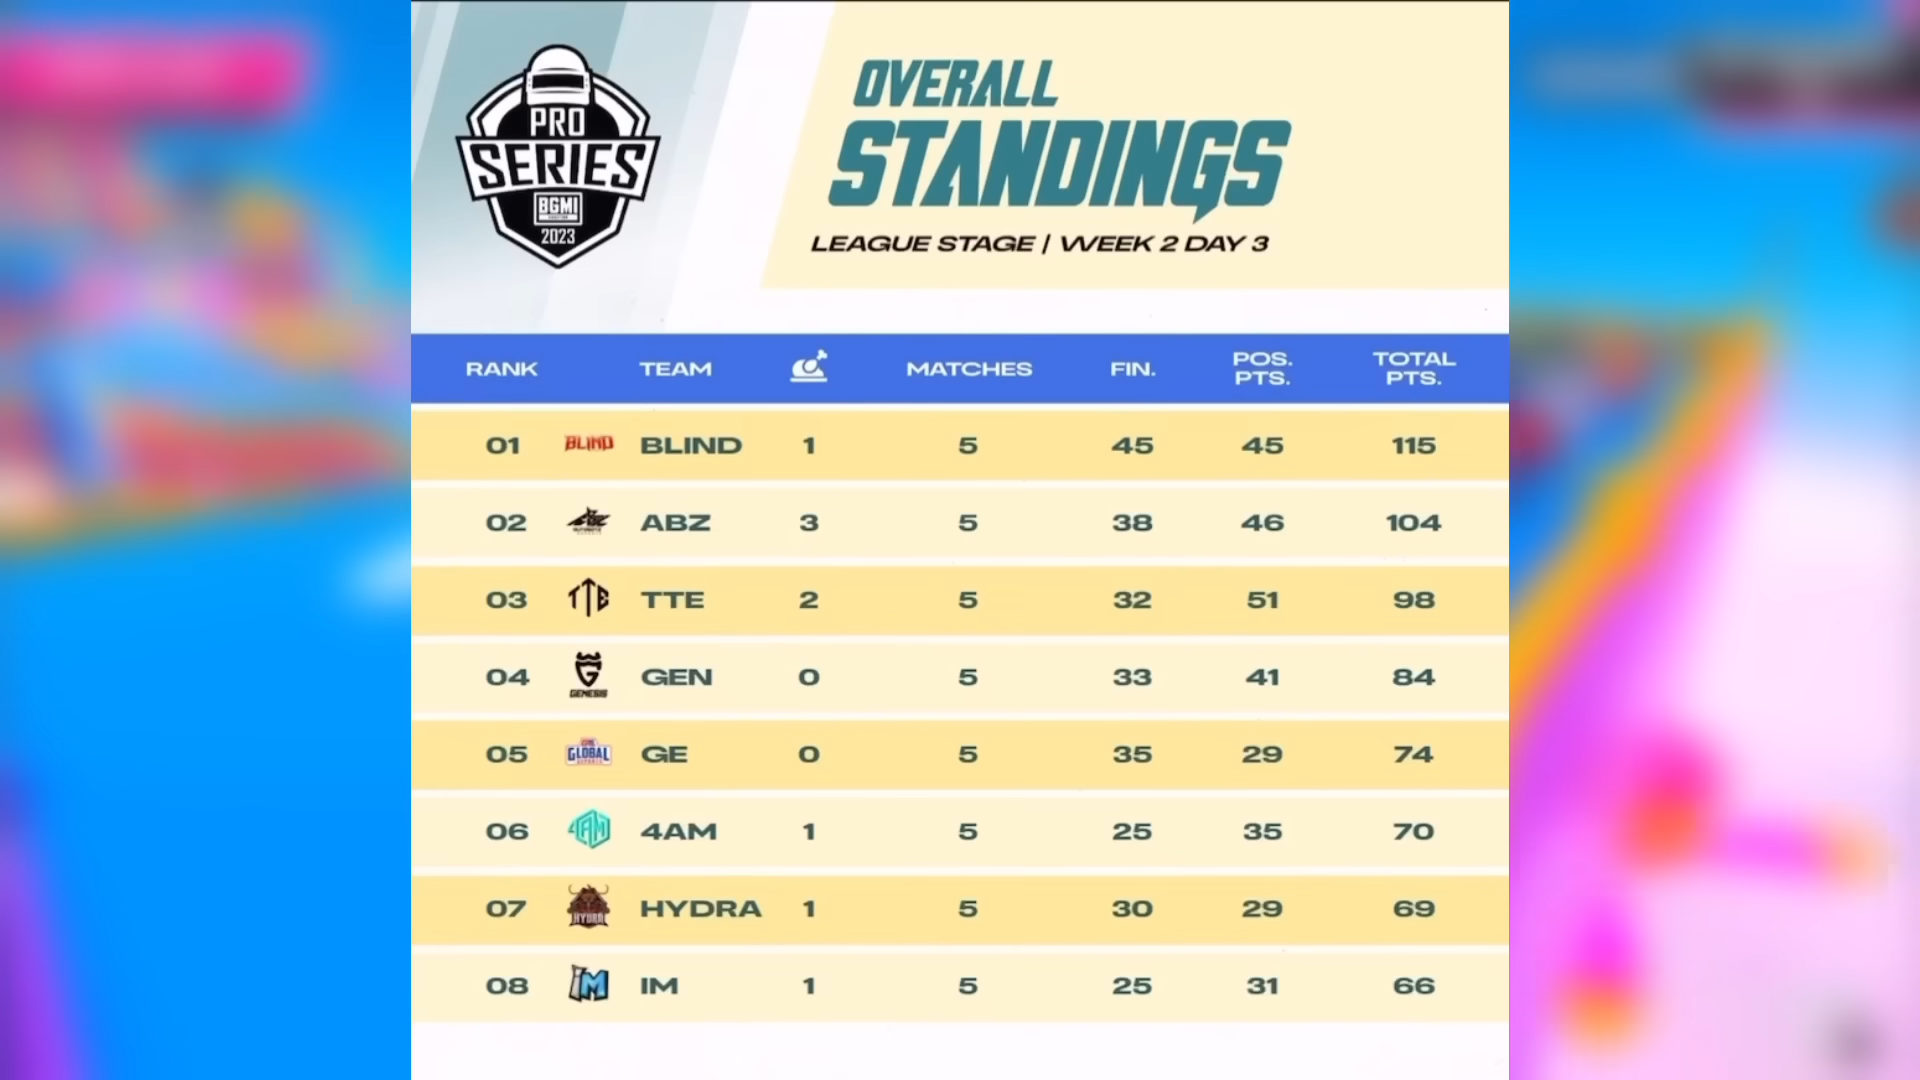 PRO
SERIES
BGMI
2023
OVERALL
STANDINGS
LEAGUE STAGE | WEEK 2 DAY 3
RANK TEAM MATCHES FIN. POS. PTS. TOTAL PTS.
01 BLIND BLIND 1 5 45 45 115
02 ABZ 3 5 38 46 104
03 TTE TTE 2 5 32 51 98
04 GENESIS GEN 0 5 33 41 84
05 GLOBAL GE 0 5 35 29 74
06 4AM 4AM 1 5 25 35 70
07 HYDRA HYDRA 1 5 30 29 69
08 IM IM 1 5 25 31 66